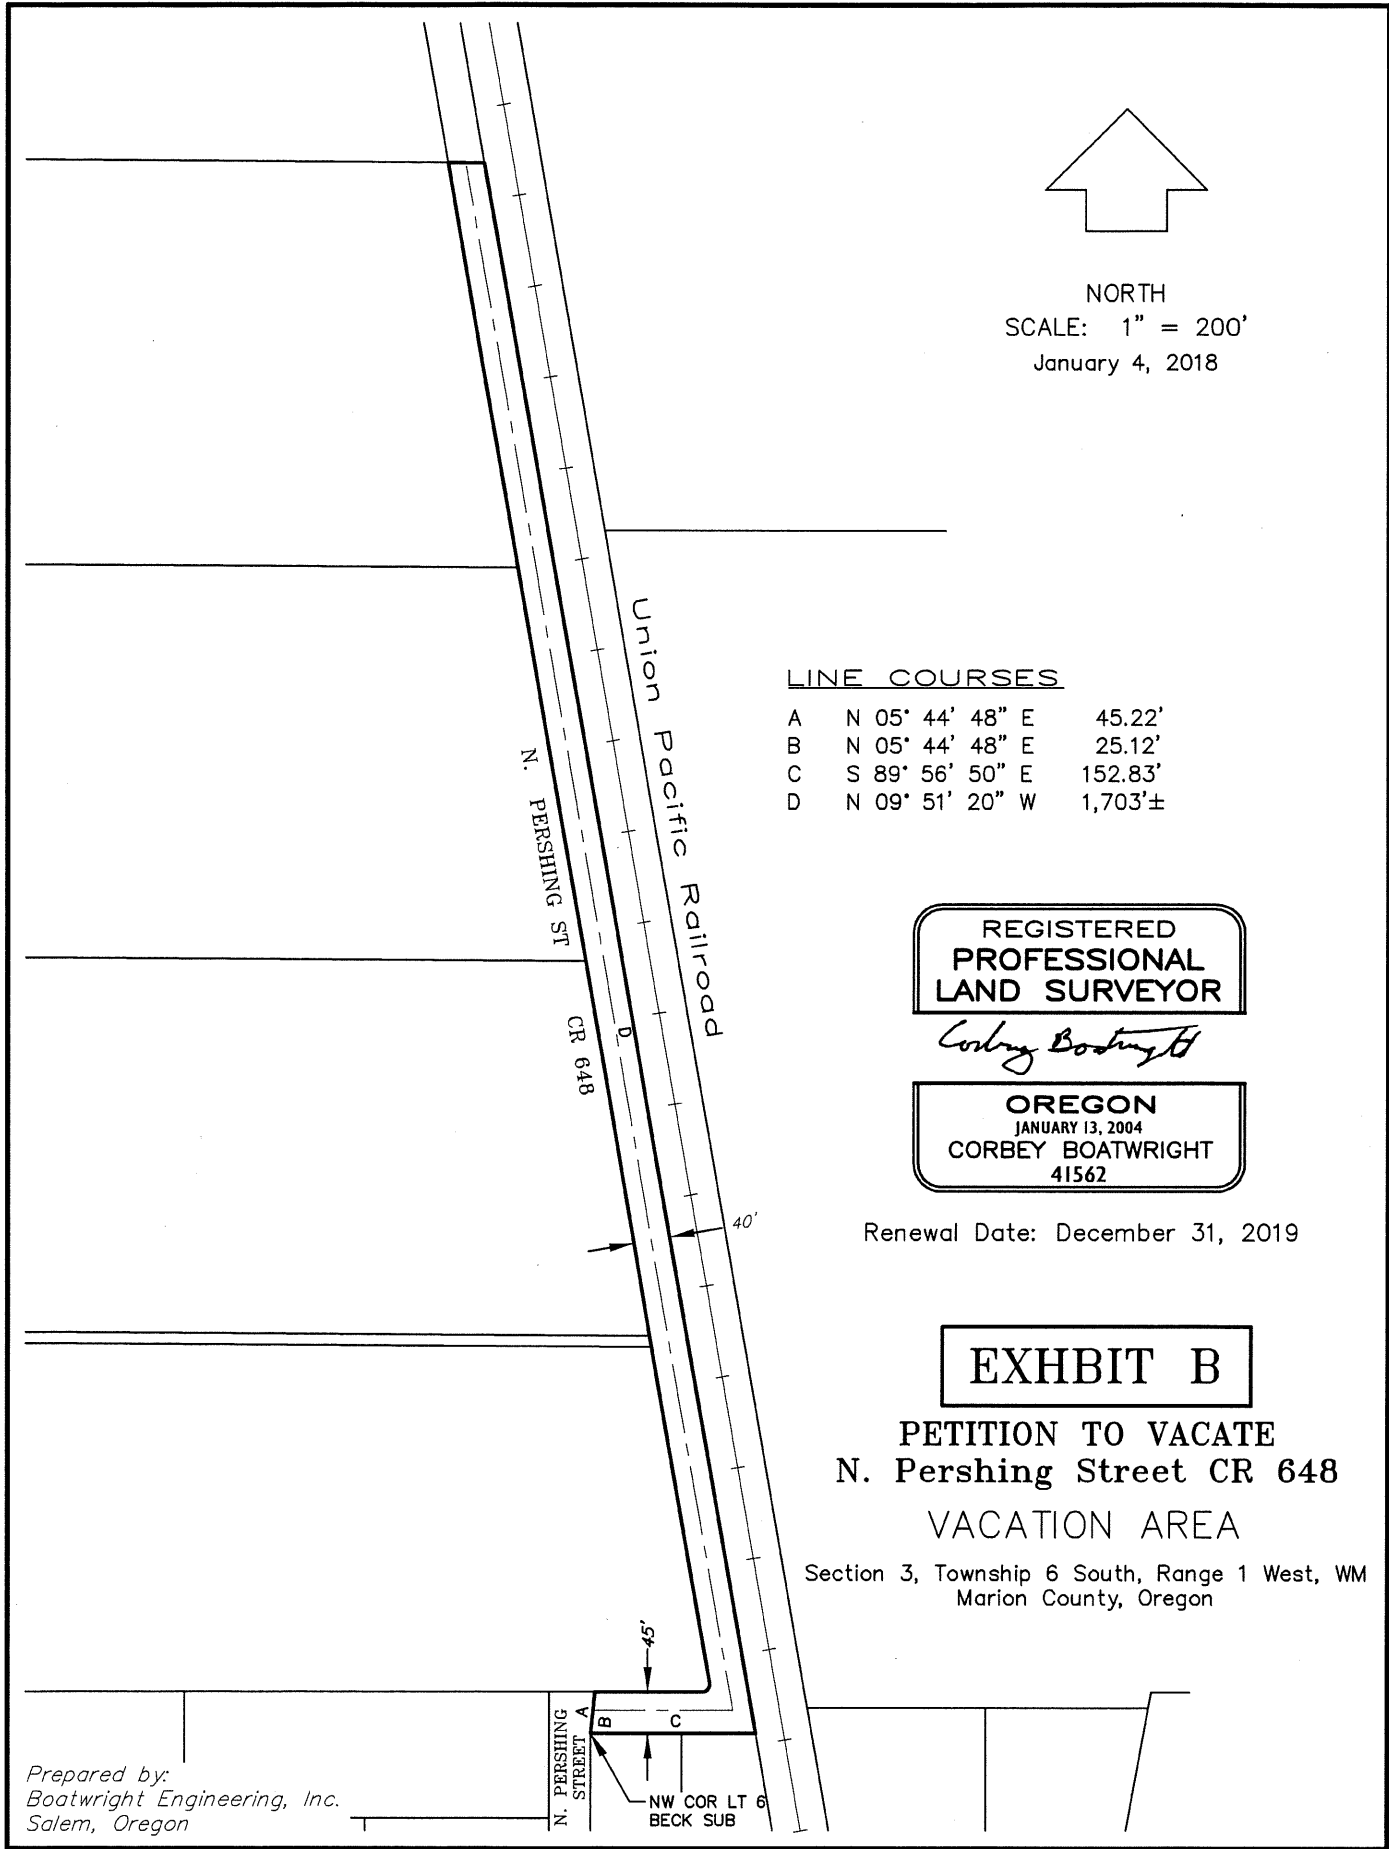 NORTH
SCALE: 1" = 200'
January 4, 2018
Union Pacific Railroad
LINE COURSES
A N 05° 44' 48" E 45.22'
B N 05° 44' 48" E 25.12'
C S 89° 56' 50" E 152.83'
D N 09° 51' 20" W 1,703'±
N. PERSHING ST
CR 648
D
REGISTERED
PROFESSIONAL
LAND SURVEYOR
Corbey Boatwright
OREGON
JANUARY 13, 2004
CORBEY BOATWRIGHT
41562
40'
Renewal Date: December 31, 2019
EXHBIT B
PETITION TO VACATE
N. Pershing Street CR 648
VACATION AREA
Section 3, Township 6 South, Range 1 West, WM
Marion County, Oregon
45'
A
B
C
N. PERSHING
STREET
NW COR LT 6
BECK SUB
Prepared by:
Boatwright Engineering, Inc.
Salem, Oregon